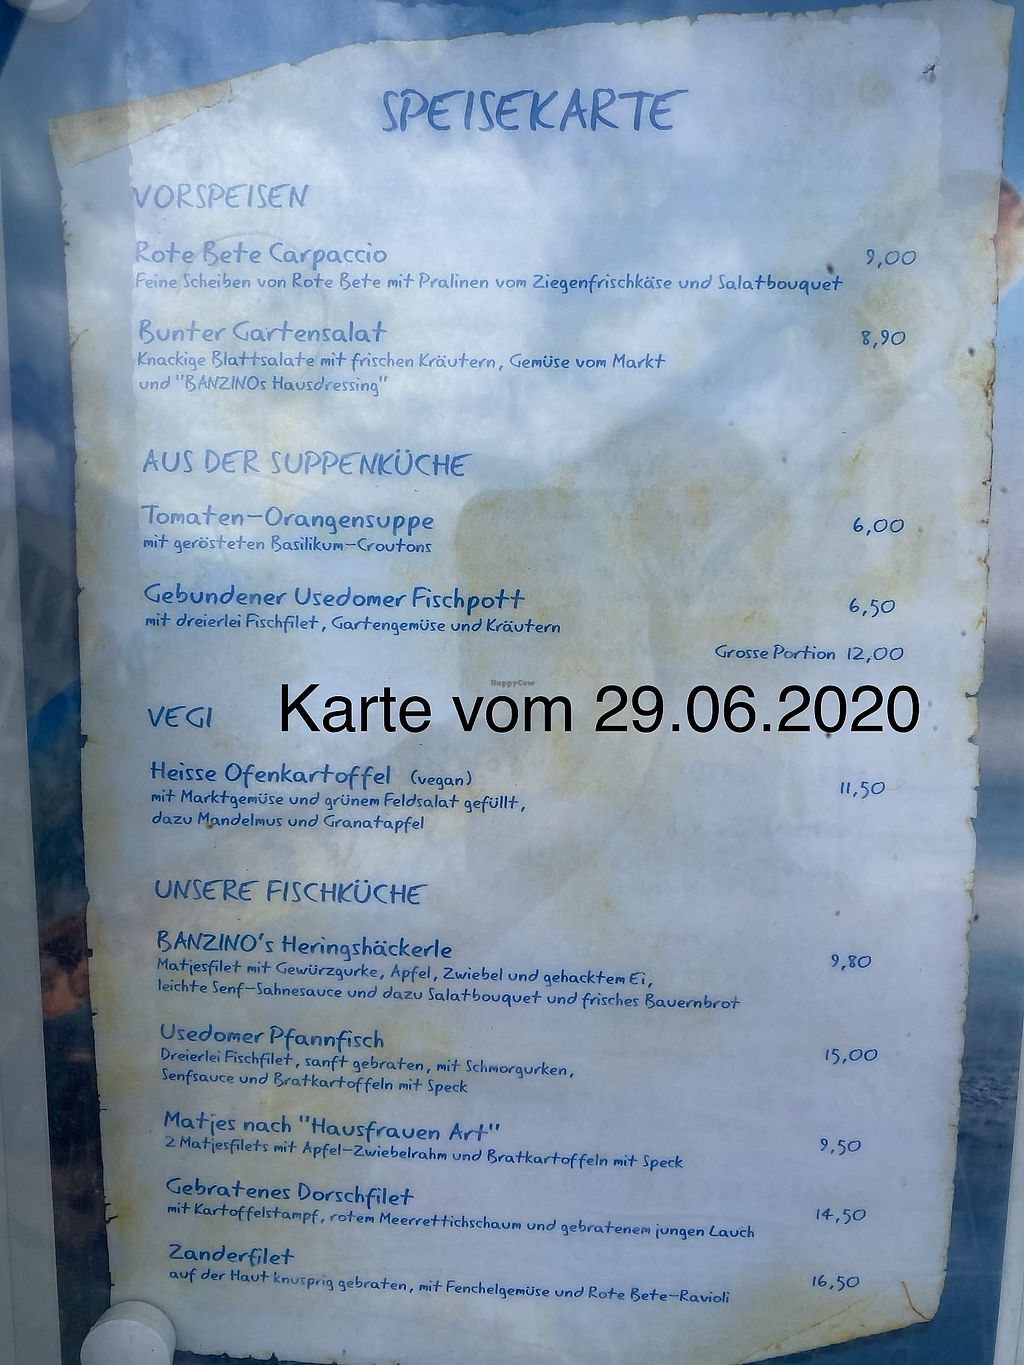 SPEISEKARTE
VORSPEISEN
Rote Bete Carpaccio 9,00
Feine Scheiben von Rote Bete mit Pralinen vom Ziegenfrischkäse und Salatbouquet
Bunter Gartensalat 8,90
Knackige Blattsalate mit frischen Kräutern, Gemüse vom Markt
und "BANZINOs Hausdressing"
AUS DER SUPPENKÜCHE
Tomaten-Orangensuppe 6,00
mit gerösteten Basilikum-Croutons
Gebundener Usedomer Fischpott 6,50
mit dreierlei Fischfilet, Gartengemüse und Kräutern
Grosse Portion 12,00
HappyCow
VEGI
Karte vom 29.06.2020
Heisse Ofenkartoffel (vegan) 11,50
mit Marktgemüse und grünem Feldsalat gefüllt,
dazu Mandelmus und Granatapfel
UNSERE FISCHKÜCHE
BANZINO's Heringshäckerle 9,80
Matjesfilet mit Gewürzgurke, Apfel, Zwiebel und gehacktem Ei,
leichte Senf-Sahnesauce und dazu Salatbouquet und frisches Bauernbrot
Usedomer Pfannfisch 15,00
Dreierlei Fischfilet, sanft gebraten, mit Schmorgurken,
Senfsauce und Bratkartoffeln mit Speck
Matjes nach "Hausfrauen Art" 9,50
2 Matjesfilets mit Apfel-Zwiebelrahm und Bratkartoffeln mit Speck
Gebratenes Dorschfilet 14,50
mit Kartoffelstampf, rotem Meerrettichschaum und gebratenem jungen Lauch
Zanderfilet 16,50
auf der Haut knusprig gebraten, mit Fenchelgemüse und Rote Bete-Ravioli